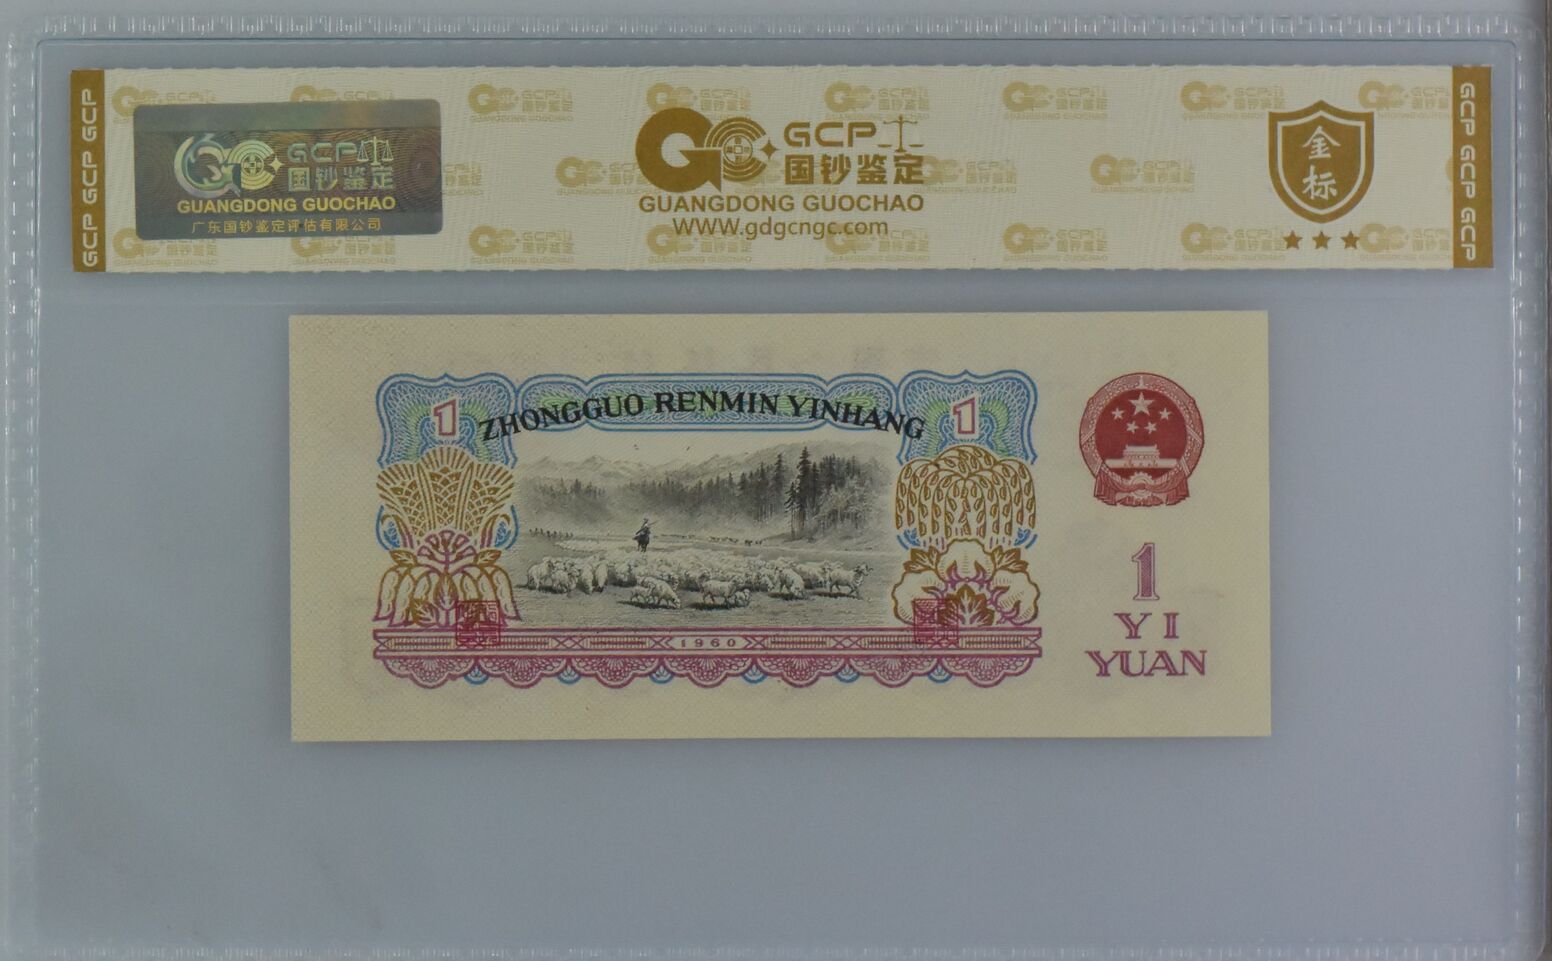 GCP GCP GCP
GCP
国钞鉴定
GUANGDONG GUOCHAO
广东国钞鉴定评估有限公司
GCP
国钞鉴定
GUANGDONG GUOCHAO
WWW.gdgcngc.com
金标
GCP GCP GCP
ZHONGGUO RENMIN YINHANG
1
1
1960
1
YI
YUAN